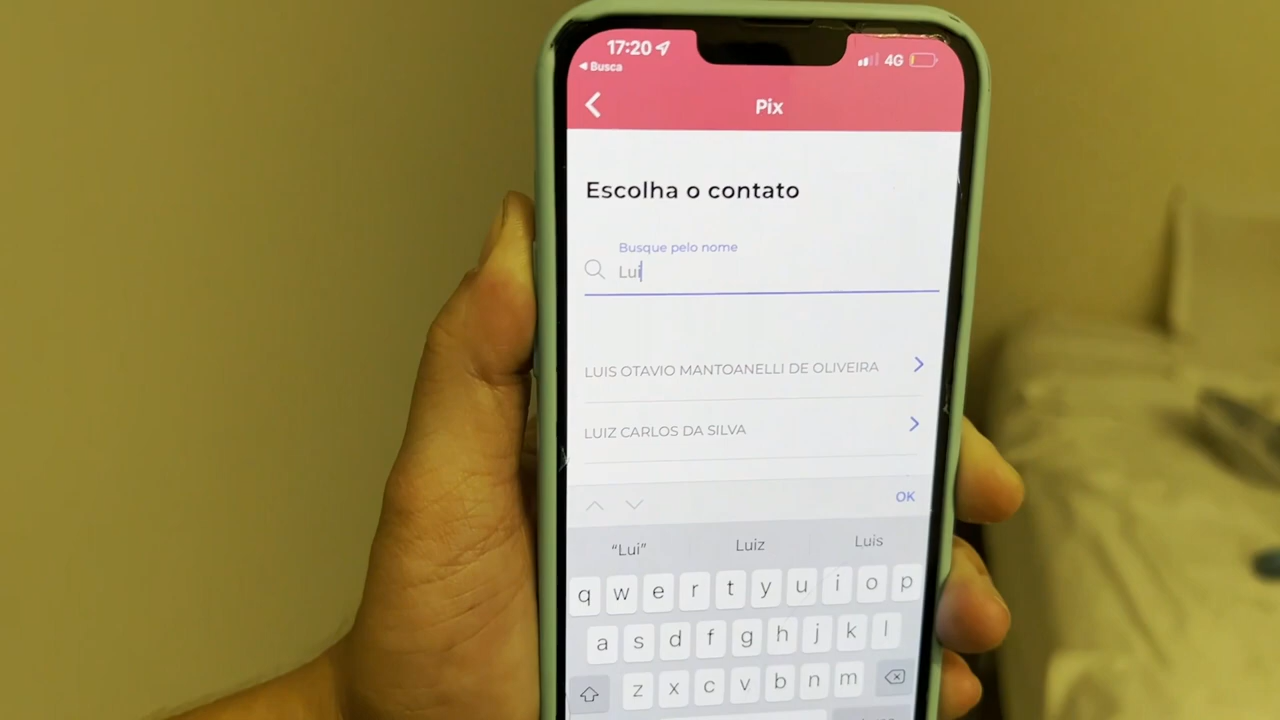 17:20
Busca
4G
Pix
Escolha o contato
Busque pelo nome
Lui
LUIS OTAVIO MANTOANELLI DE OLIVEIRA
LUIZ CARLOS DA SILVA
OK
“Lui” Luiz Luis
q w e r t y u i o p
a s d f g h j k l
z x c v b n m